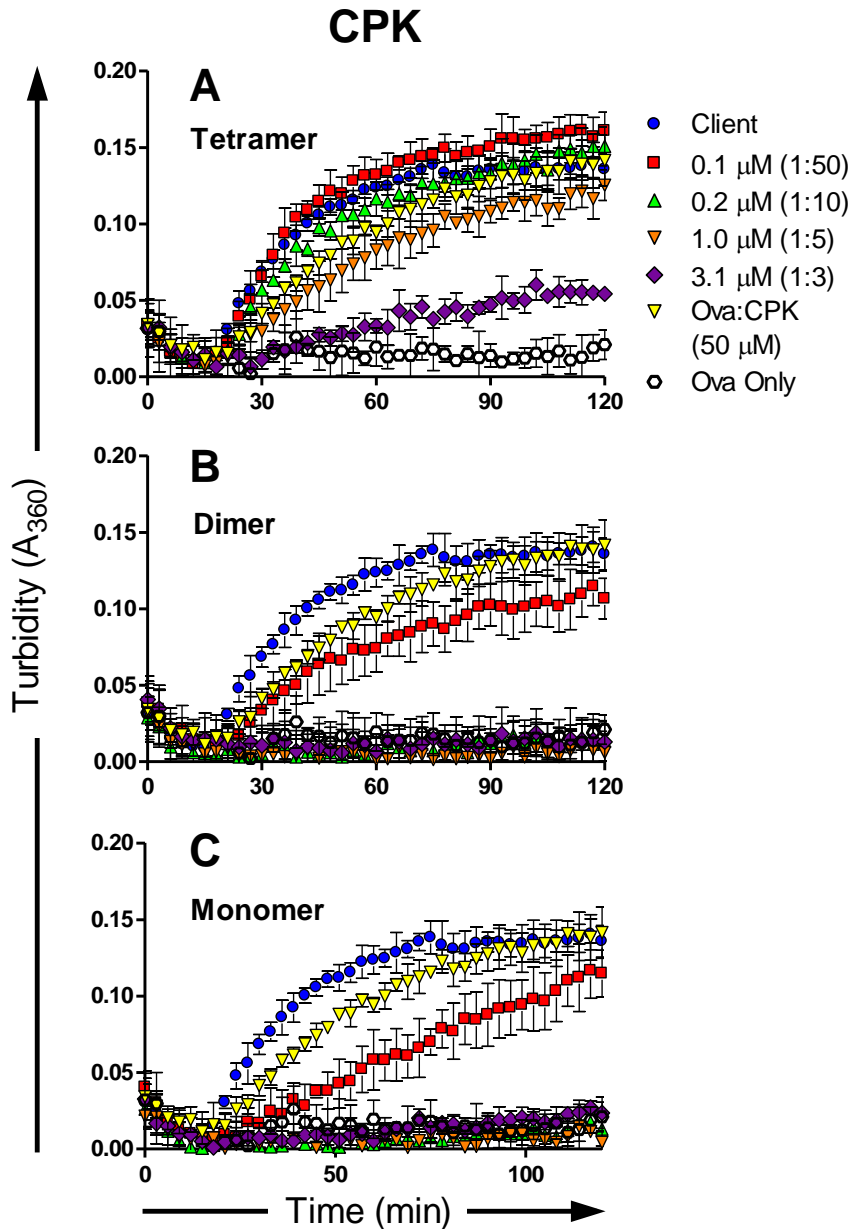 CPK
A
Tetramer
0.20
0.15
0.10
0.05
0.00
0
30
60
90
120
Client
0.1 μM (1:50)
0.2 μM (1:10)
1.0 μM (1:5)
3.1 μM (1:3)
Ova:CPK
(50 μM)
Ova Only
B
Dimer
0.20
0.15
0.10
0.05
0.00
0
30
60
90
120
Turbidity (A360)
C
Monomer
0.20
0.15
0.10
0.05
0.00
0
50
100
Time (min)